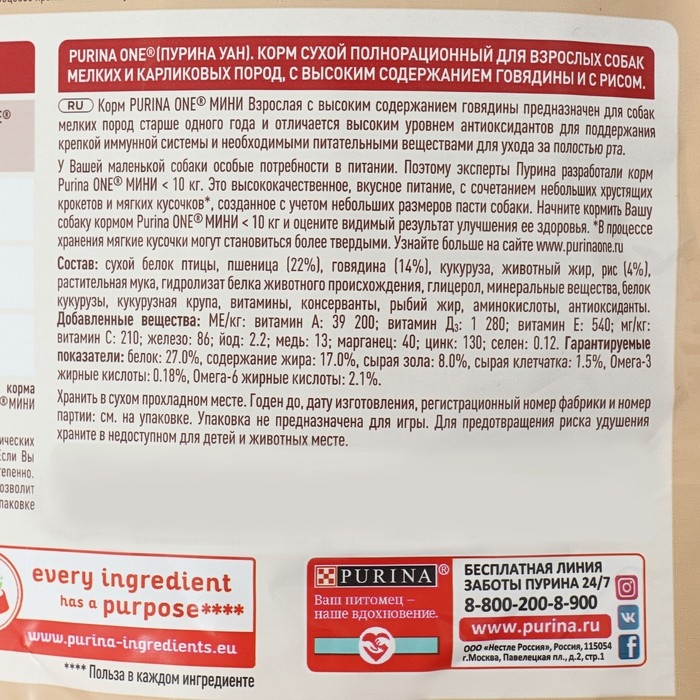 PURINA ONE®(ПУРИНА УАН). КОРМ СУХОЙ ПОЛНОРАЦИОННЫЙ ДЛЯ ВЗРОСЛЫХ СОБАК
МЕЛКИХ И КАРЛИКОВЫХ ПОРОД, С ВЫСОКИМ СОДЕРЖАНИЕМ ГОВЯДИНЫ И С РИСОМ.
RU Корм PURINA ONE® МИНИ Взрослая с высоким содержанием говядины предназначен для собак
мелких пород старше одного года и отличается высоким уровнем антиоксидантов для поддержания
крепкой иммунной системы и необходимыми питательными веществами для ухода за полостью рта.
У Вашей маленькой собаки особые потребности в питании. Поэтому эксперты Пурина разработали корм
Purina ONE® МИНИ < 10 кг. Это высококачественное, вкусное питание, с сочетанием небольших хрустящих
крокетов и мягких кусочков*, созданное с учетом небольших размеров пасти собаки. Начните кормить Вашу
собаку кормом Purina ONE® МИНИ < 10 кг и оцените видимый результат улучшения ее здоровья. *В процессе
хранения мягкие кусочки могут становиться более твердыми. Узнайте больше на сайте www.purinaone.ru
Состав: сухой белок птицы, пшеница (22%), говядина (14%), кукуруза, животный жир, рис (4%),
растительная мука, гидролизат белка животного происхождения, глицерол, минеральные вещества, белок
кукурузы, кукурузная крупа, витамины, консерванты, рыбий жир, аминокислоты, антиоксиданты.
Добавленные вещества: МЕ/кг: витамин А: 39 200; витамин Д₃: 1 280; витамин Е: 540; мг/кг:
витамин С: 210; железо: 86; йод: 2.2; медь: 13; марганец: 40; цинк: 130; селен: 0.12. Гарантируемые
показатели: белок: 27.0%, содержание жира: 17.0%, сырая зола: 8.0%, сырая клетчатка: 1.5%, Омега-3
жирные кислоты: 0.18%, Омега-6 жирные кислоты: 2.1%.
Хранить в сухом прохладном месте. Годен до, дату изготовления, регистрационный номер фабрики и номер
партии: см. на упаковке. Упаковка не предназначена для игры. Для предотвращения риска удушения
храните в недоступном для детей и животных месте.
корма
®МИНИ
ических
Если Вы
тепенно.
озволит
паковке
every ingredient
has a purpose****
www.purina-ingredients.eu
**** Польза в каждом ингредиенте
PURINA®
Ваш питомец –
наше вдохновение.
БЕСПЛАТНАЯ ЛИНИЯ
ЗАБОТЫ ПУРИНА 24/7
8-800-200-8-900
www.purina.ru
ООО «Нестле Россия», Россия, 115054
г.Москва, Павелецкая пл., д.2, стр.1